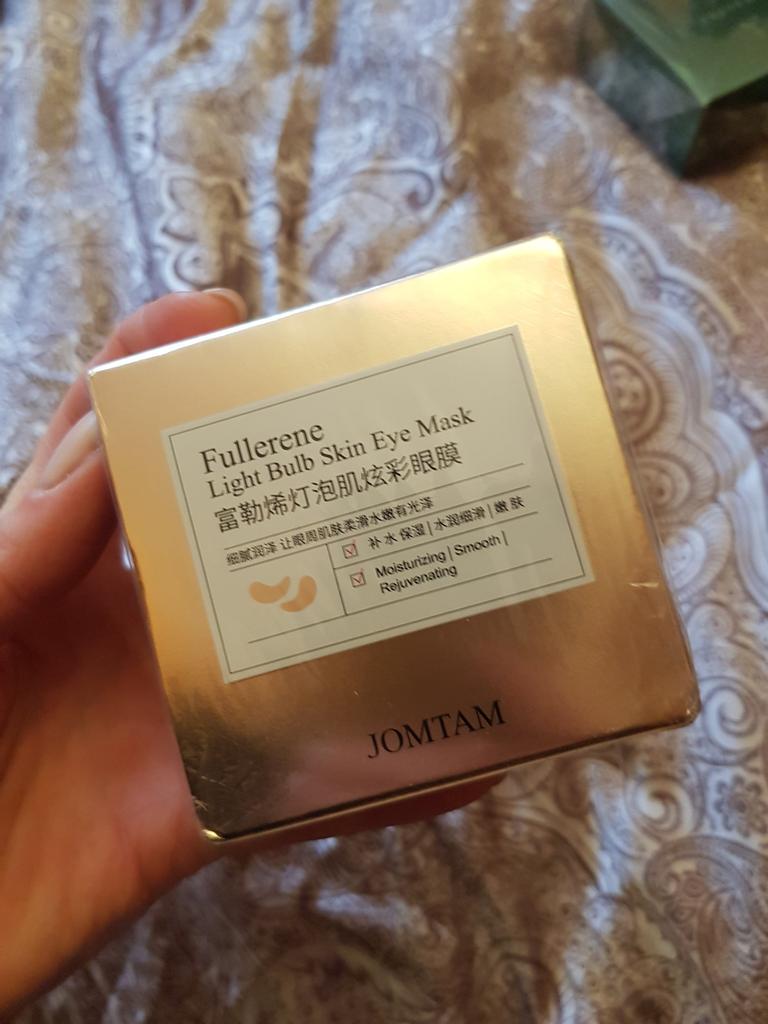 Fullerene
Light Bulb Skin Eye Mask
富勒烯灯泡肌炫彩眼膜
细腻润泽 让眼周肌肤柔滑水嫩有光泽
补水保湿 | 水润细滑 | 嫩肤
Moisturizing | Smooth |
Rejuvenating
JOMTAM